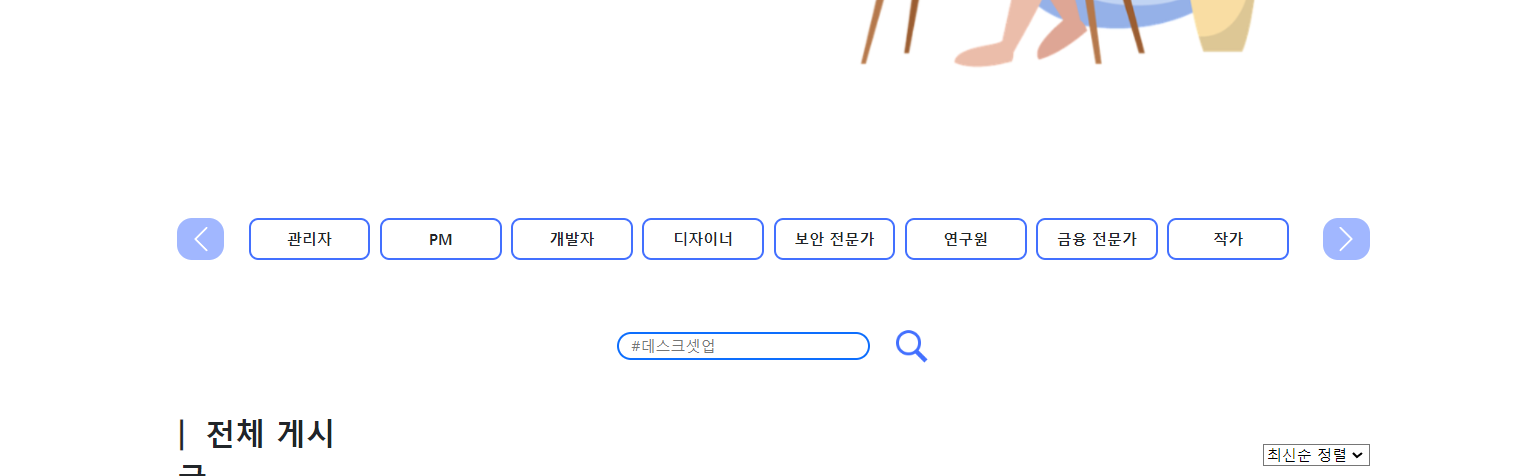 관리자
PM
개발자
디자이너
보안 전문가
연구원
금융 전문가
작가
#데스크셋업
| 전체 게시
최신순 정렬